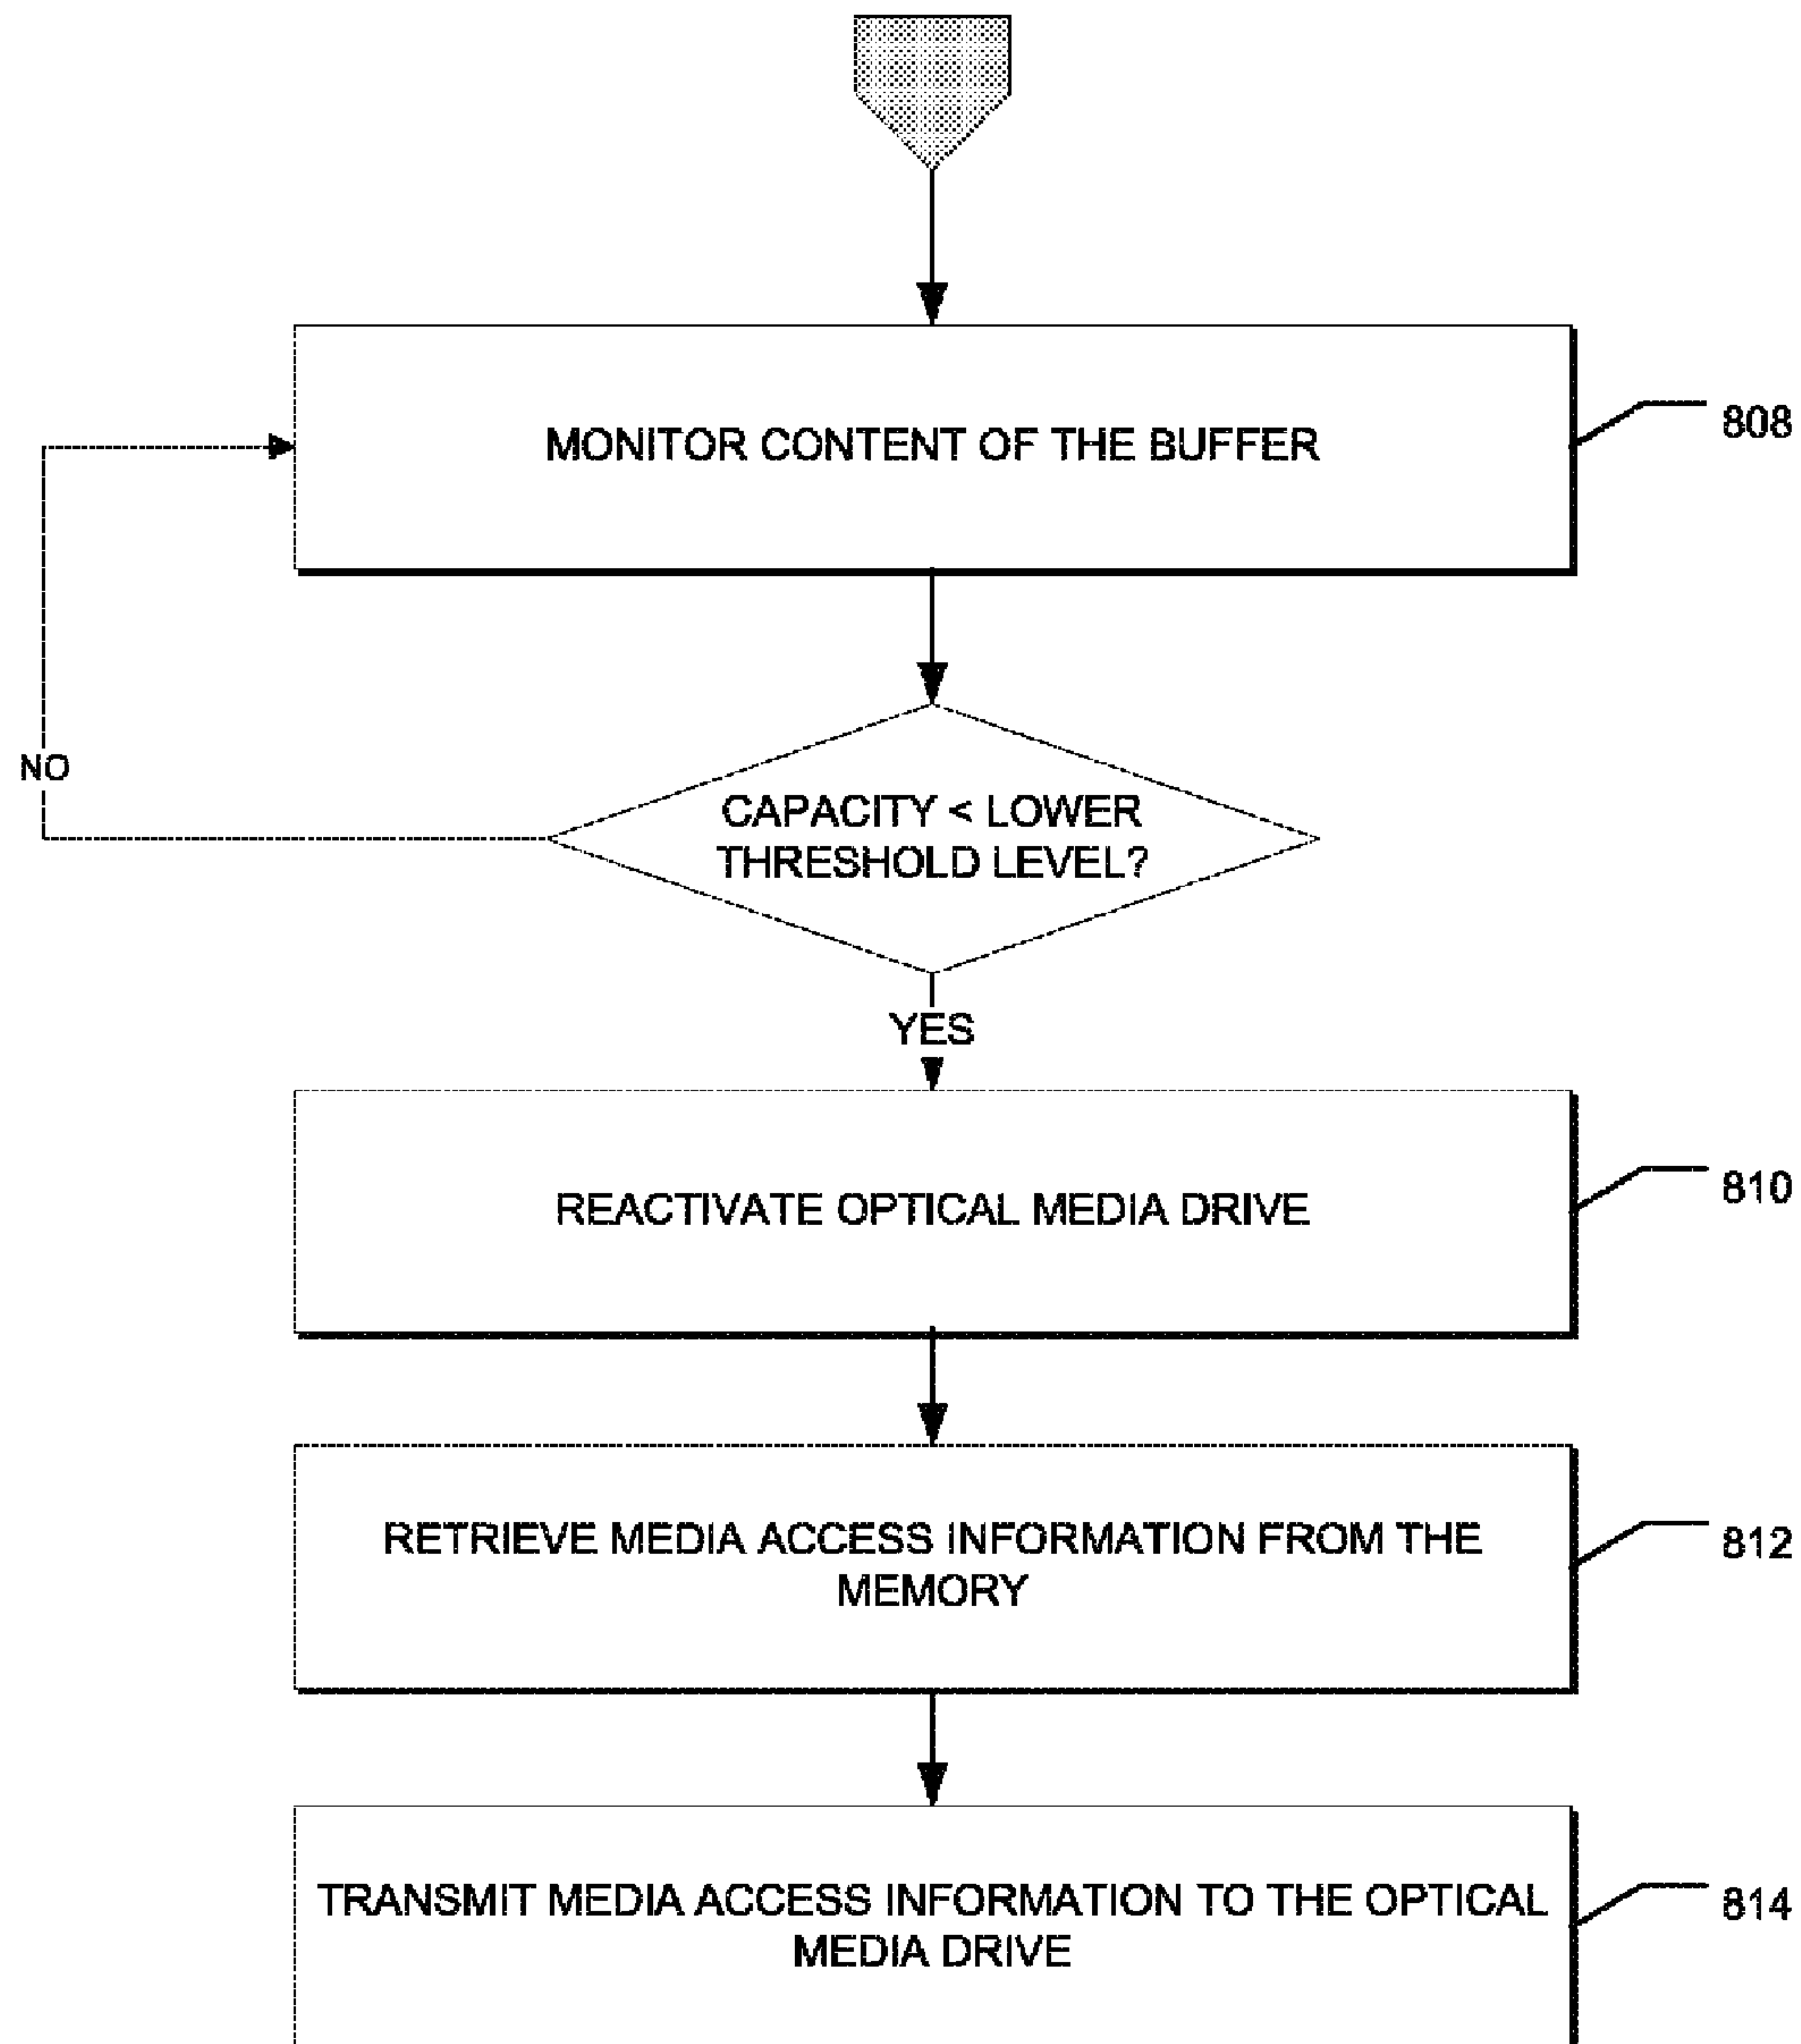 MONITOR CONTENT OF THE BUFFER
808
NO
CAPACITY < LOWER
THRESHOLD LEVEL?
YES
REACTIVATE OPTICAL MEDIA DRIVE
810
RETRIEVE MEDIA ACCESS INFORMATION FROM THE
MEMORY
812
TRANSMIT MEDIA ACCESS INFORMATION TO THE OPTICAL
MEDIA DRIVE
814